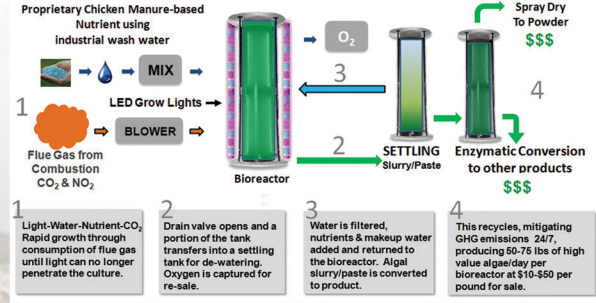 Proprietary Chicken Manure-based
Nutrient using
industrial wash water
MIX
LED Grow Lights
BLOWER
1
Flue Gas from
Combustion
CO2 & NO2
Bioreactor
O2
3
2
SETTLING
Slurry/Paste
Spray Dry
To Powder
$$$
4
Enzymatic Conversion
to other products
$$$
1
Light-Water-Nutrient-CO2
Rapid growth through
consumption of flue gas
until light can no longer
penetrate the culture.
2
Drain valve opens and a
portion of the tank
transfers into a settling
tank for de-watering.
Oxygen is captured for
re-sale.
3
Water is filtered,
nutrients & makeup water
added and returned to
the bioreactor. Algal
slurry/paste is converted
to product.
4
This recycles, mitigating
GHG emissions 24/7,
producing 50-75 lbs of high
value algae/day per
bioreactor at $10-$50 per
pound for sale.